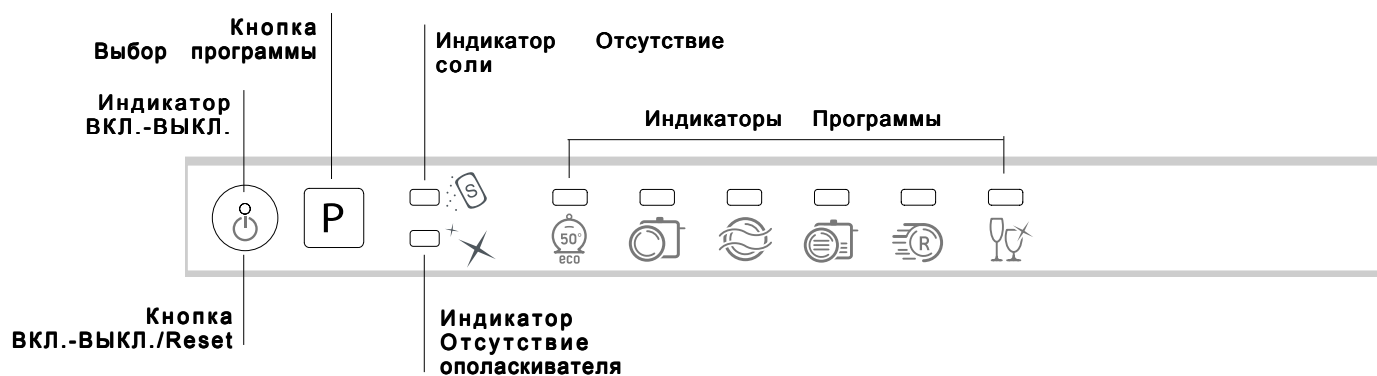 Кнопка
Выбор программы
Индикатор Отсутствие
соли
Индикатор
ВКЛ.-ВЫКЛ.
Индикаторы Программы
P
S
50°
eco
R
Кнопка
ВКЛ.-ВЫКЛ./Reset
Индикатор
Отсутствие
ополаскивателя